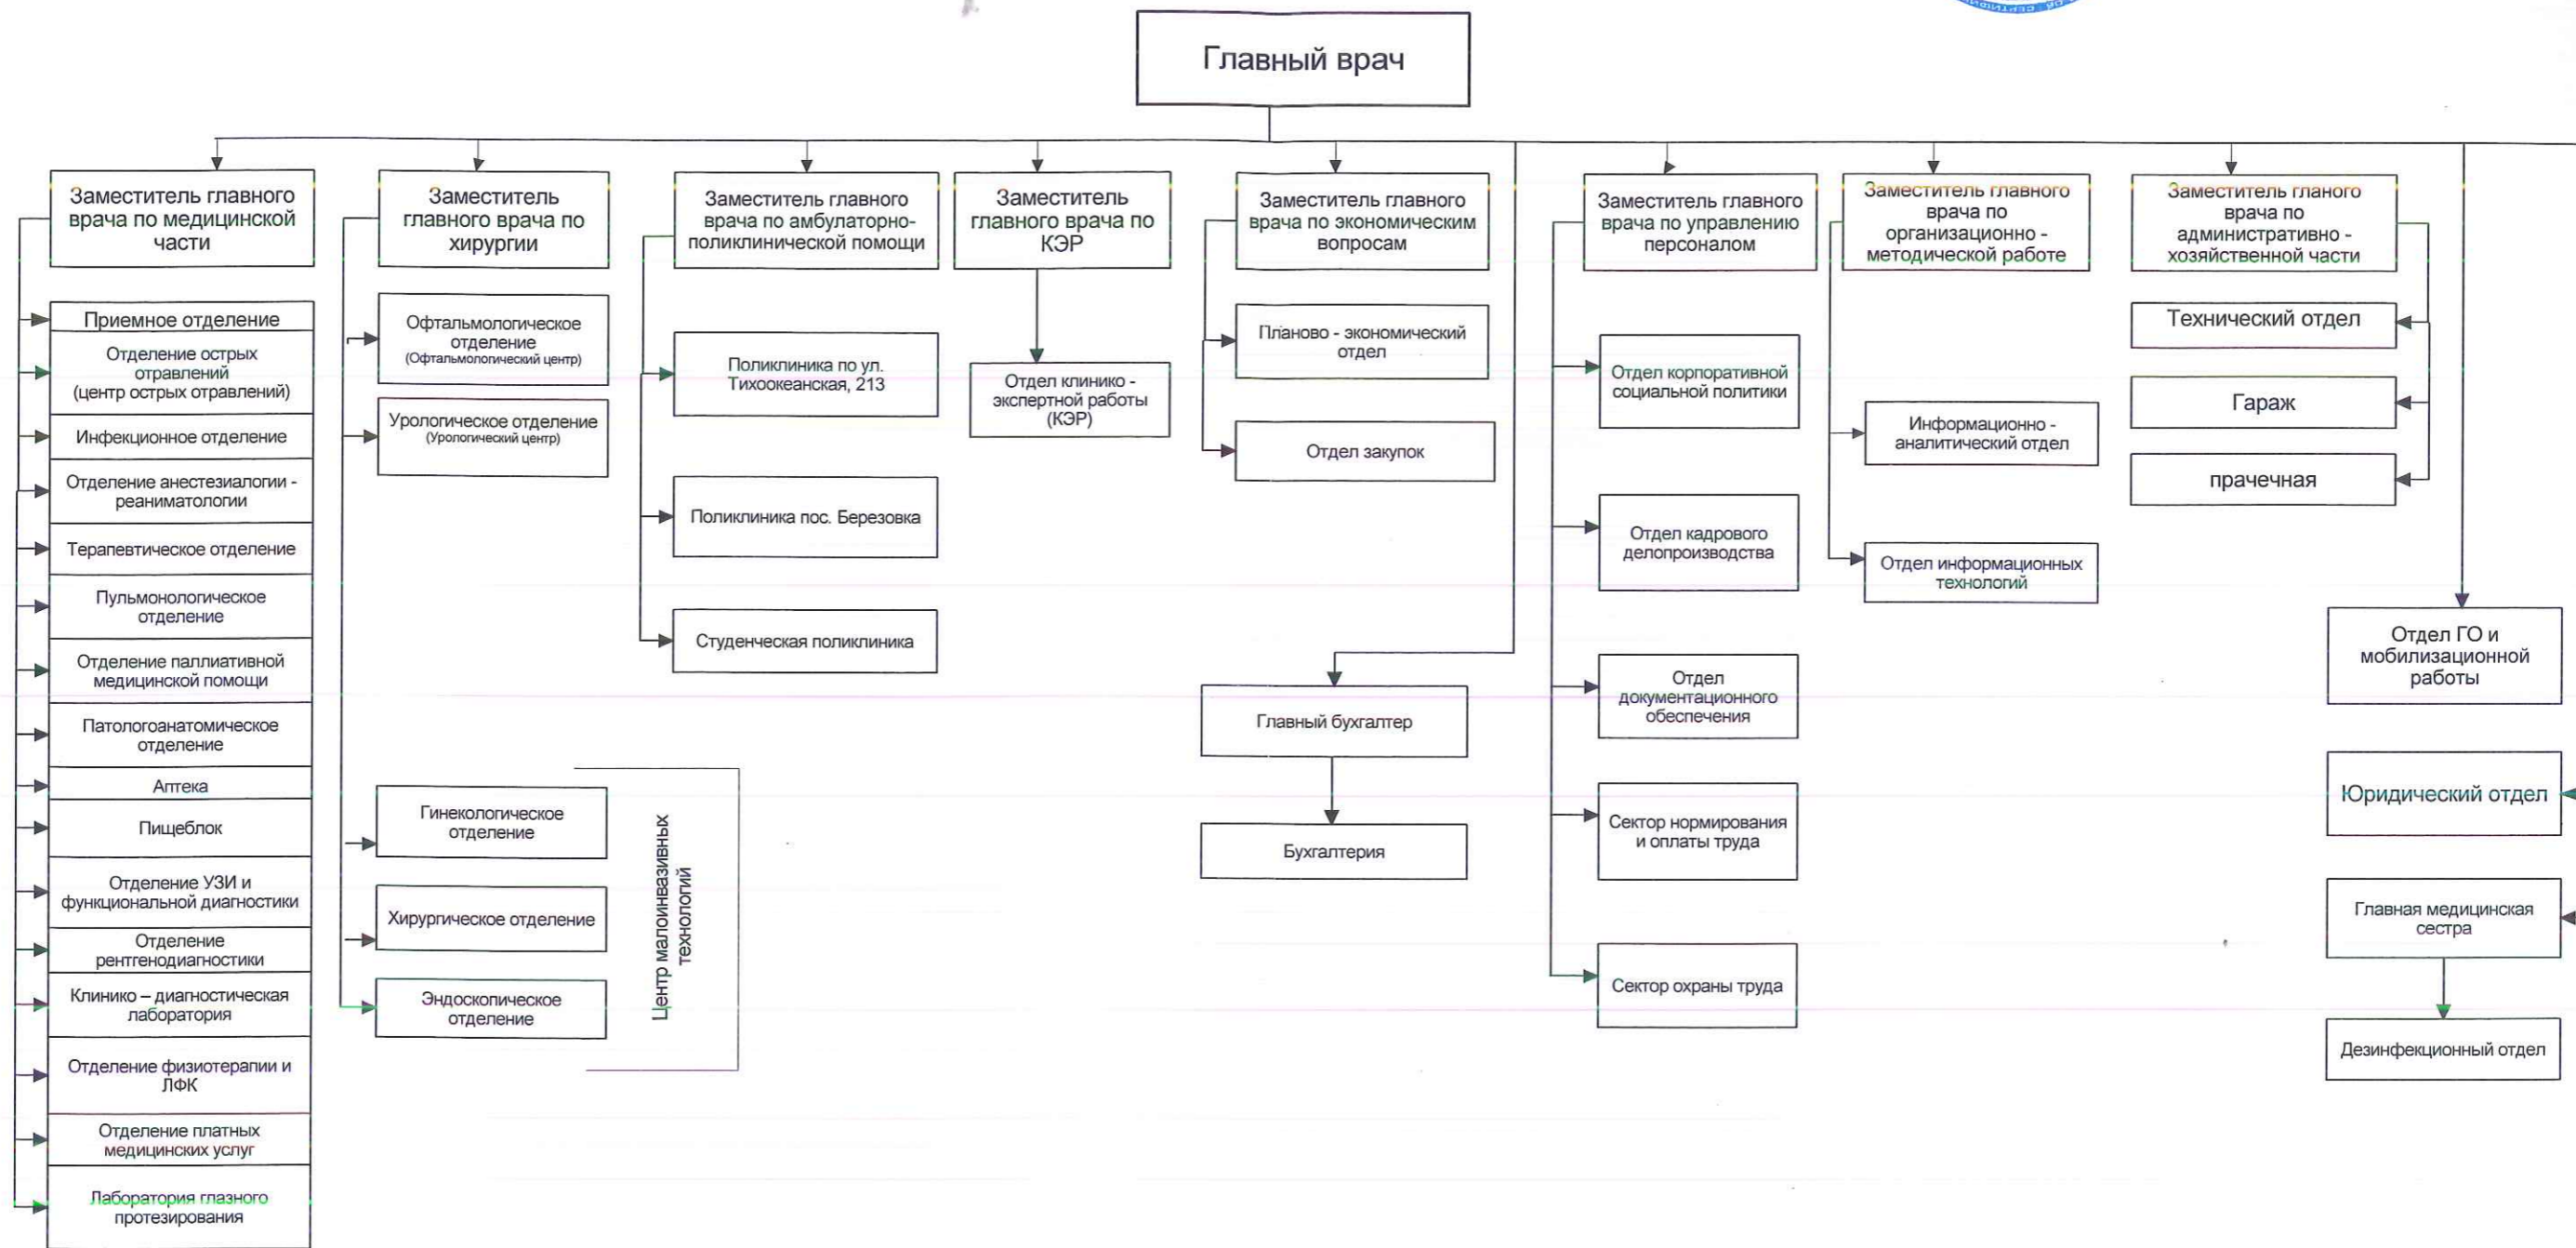 Главный врач
Заместитель главного
врача по медицинской
части
Приемное отделение
Отделение острых
отравлений
(центр острых отравлений)
Инфекционное отделение
Отделение анестезиалогии -
реаниматологии
Терапевтическое отделение
Пульмонологическое
отделение
Отделение паллиативной
медицинской помощи
Патологоанатомическое
отделение
Аптека
Пищеблок
Отделение УЗИ и
функциональной диагностики
Отделение
рентгенодиагностики
Клинико – диагностическая
лаборатория
Отделение физиотерапии и
ЛФК
Отделение платных
медицинских услуг
Лаборатория глазного
протезирования
Заместитель
главного врача по
хирургии
Офтальмологическое
отделение
(Офтальмологический центр)
Урологическое отделение
(Урологический центр)
Гинекологическое
отделение
Хирургическое отделение
Эндоскопическое
отделение
Центр малоинвазивных
технологий
Заместитель главного
врача по амбулаторно-
поликлинической помощи
Поликлиника по ул.
Тихоокеанская, 213
Поликлиника пос. Березовка
Студенческая поликлиника
Заместитель
главного врача по
КЭР
Отдел клинико -
экспертной работы
(КЭР)
Заместитель главного
врача по экономическим
вопросам
Планово - экономический
отдел
Отдел закупок
Главный бухгалтер
Бухгалтерия
Заместитель главного
врача по управлению
персоналом
Отдел корпоративной
социальной политики
Отдел кадрового
делопроизводства
Отдел
документационного
обеспечения
Сектор нормирования
и оплаты труда
Сектор охраны труда
Заместитель главного
врача по
организационно -
методической работе
Информационно -
аналитический отдел
Отдел информационных
технологий
Заместитель гланого
врача по
административно -
хозяйственной части
Технический отдел
Гараж
прачечная
Отдел ГО и
мобилизационной
работы
Юридический отдел
Главная медицинская
сестра
Дезинфекционный отдел